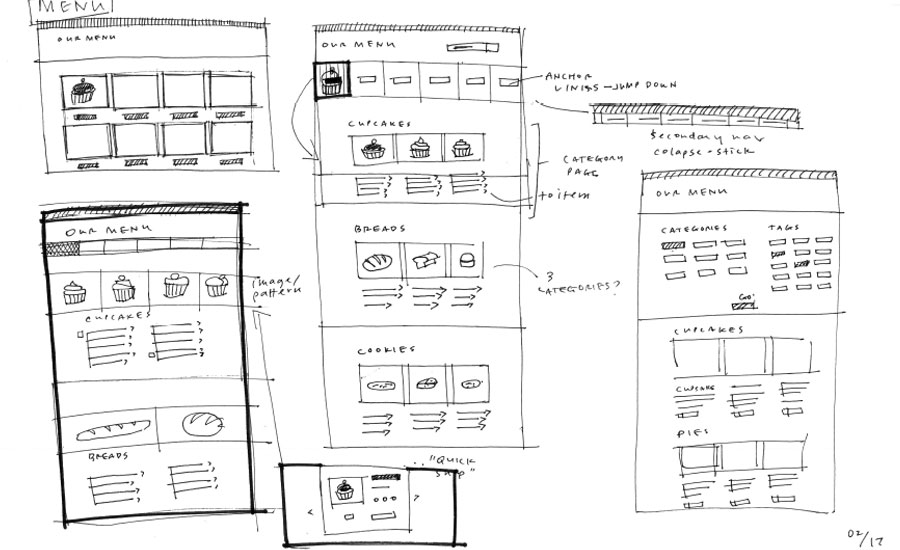 MENU
OUR MENU
OUR MENU
ANCHOR
LINKS - JUMP DOWN
Secondary nav
colapse - stick
CUPCAKES
CATEGORY
PAGE
to item
BREADS
3
CATEGORIES?
COOKIES
OUR MENU
image/
pattern
CUPCAKES
BREADS
"QUICK
SHIP"
OUR MENU
CATEGORIES
TAGS
GO!
CUPCAKES
CUPCAKE
PIES
02/17